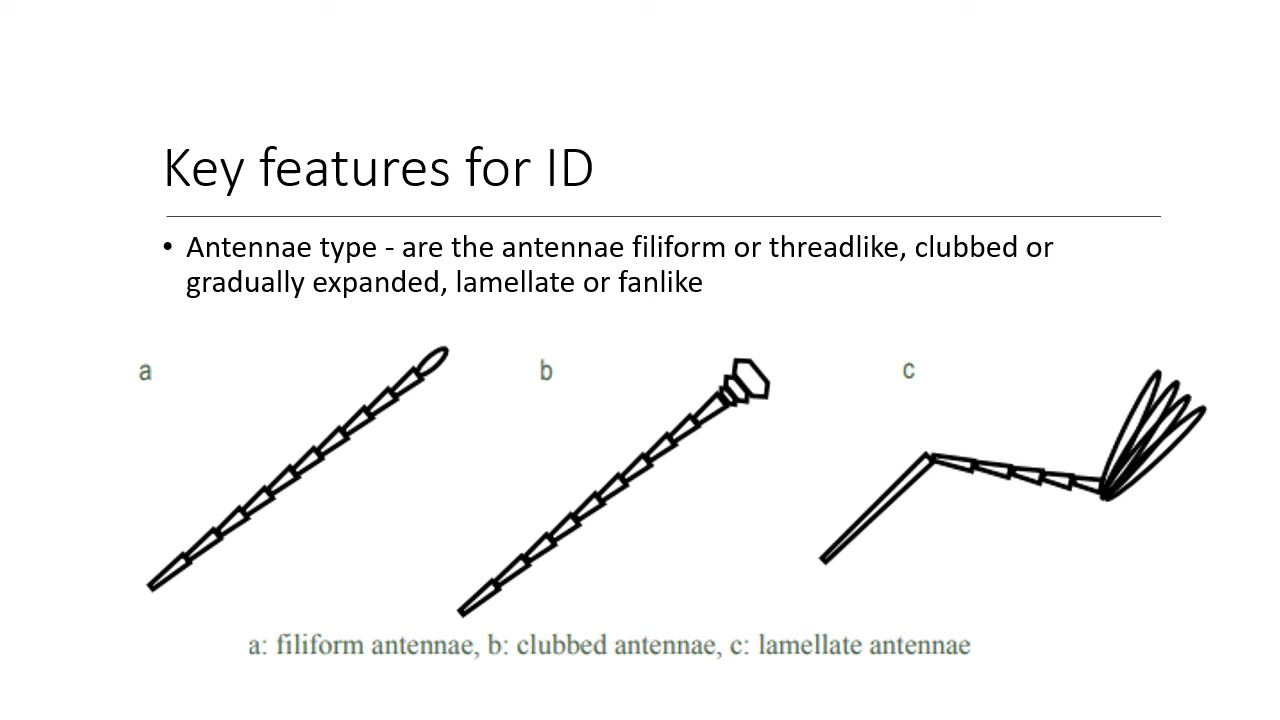 Key features for ID
• Antennae type - are the antennae filiform or threadlike, clubbed or
gradually expanded, lamellate or fanlike
a
b
c
a: filiform antennae, b: clubbed antennae, c: lamellate antennae